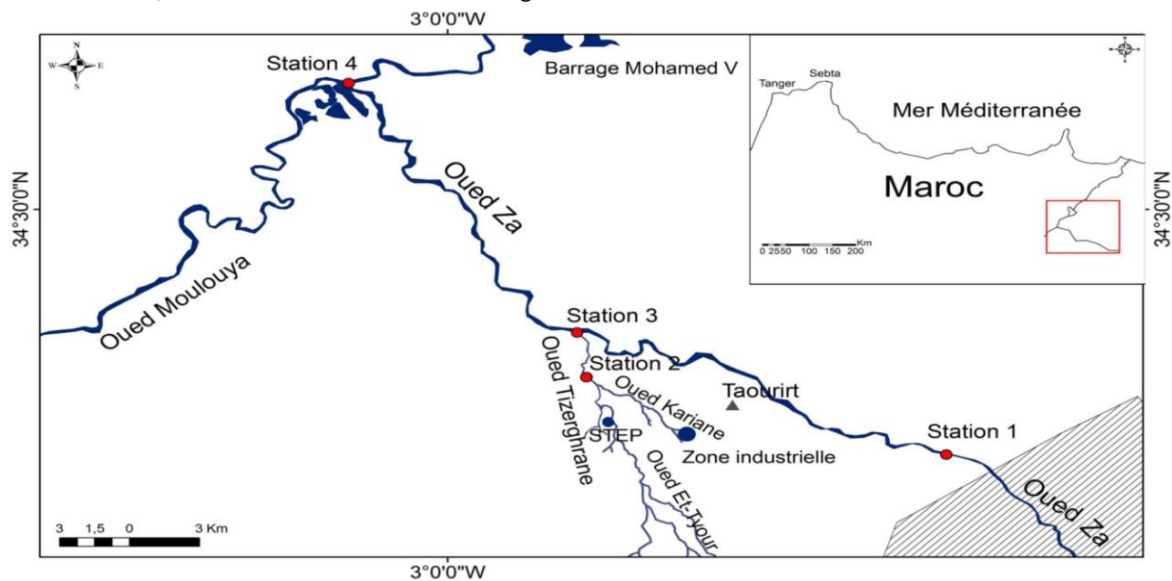 3°0'0"W
N
W E
S
Station 4
Barrage Mohamed V
Tanger
Sebta
Mer Méditerranée
Maroc
0 25 50 100 150 200 Km
34°30'0"N
34°30'0"N
Oued Za
Oued Moulouya
Station 3
Station 2
Oued Tizerghrane
Oued Kariane
Taourirt
STEP
Zone industrielle
Oued Et-Tyour
Station 1
Oued Za
3 1,5 0 3 Km
3°0'0"W